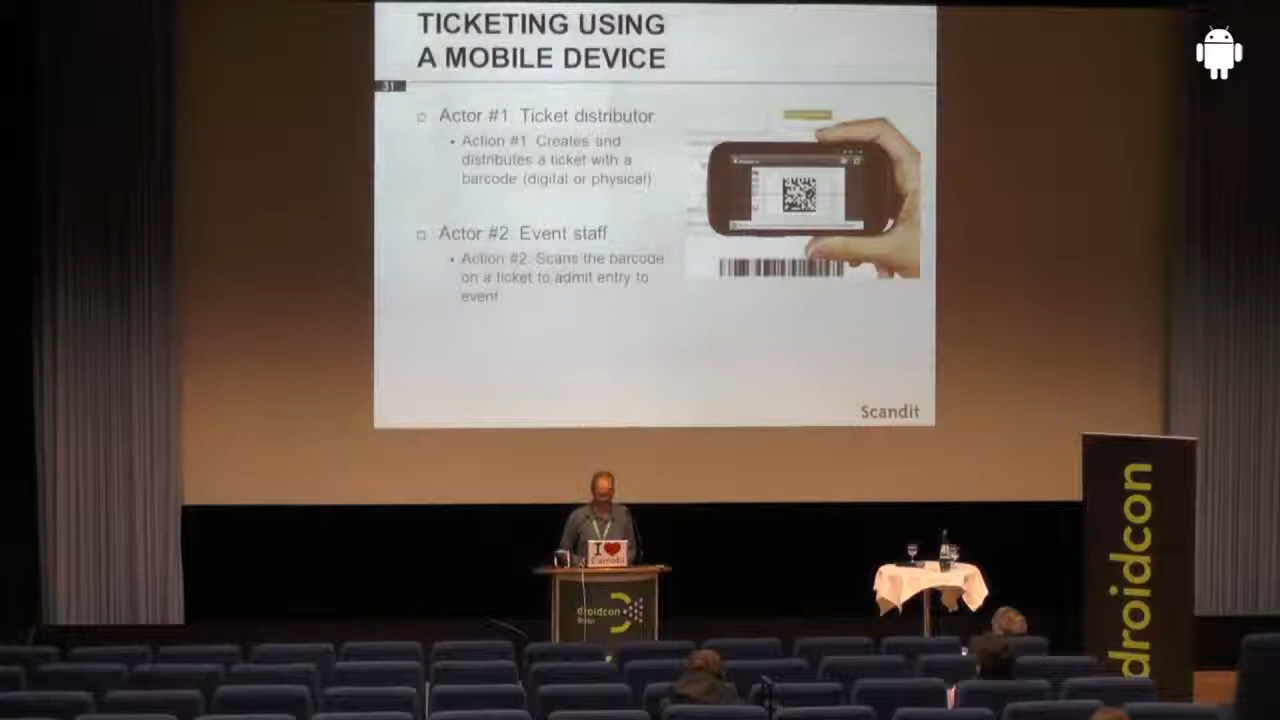 TICKETING USING
A MOBILE DEVICE
31
Actor #1: Ticket distributor
Action #1: Creates and
distributes a ticket with a
barcode (digital or physical)
Actor #2: Event staff
Action #2: Scans the barcode
on a ticket to admit entry to
event
Scandit
I
Camobi
droidcon
droidcon